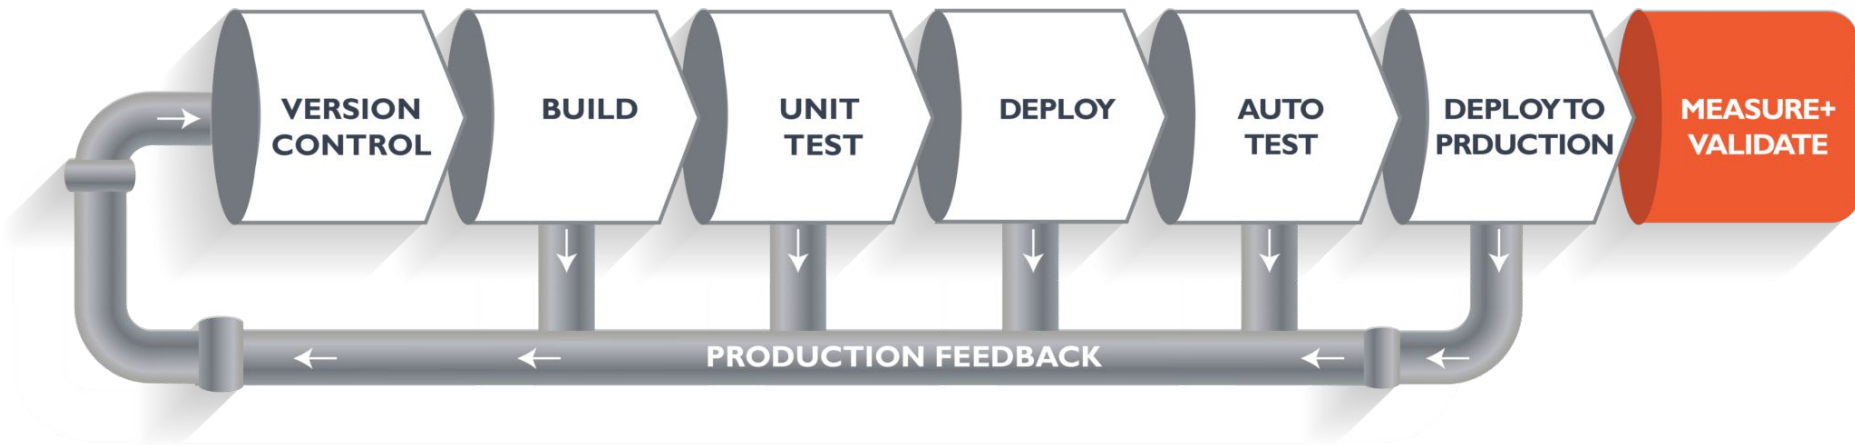 VERSION
CONTROL
BUILD
UNIT
TEST
DEPLOY
AUTO
TEST
DEPLOY TO
PRDUCTION
MEASURE+
VALIDATE
PRODUCTION FEEDBACK